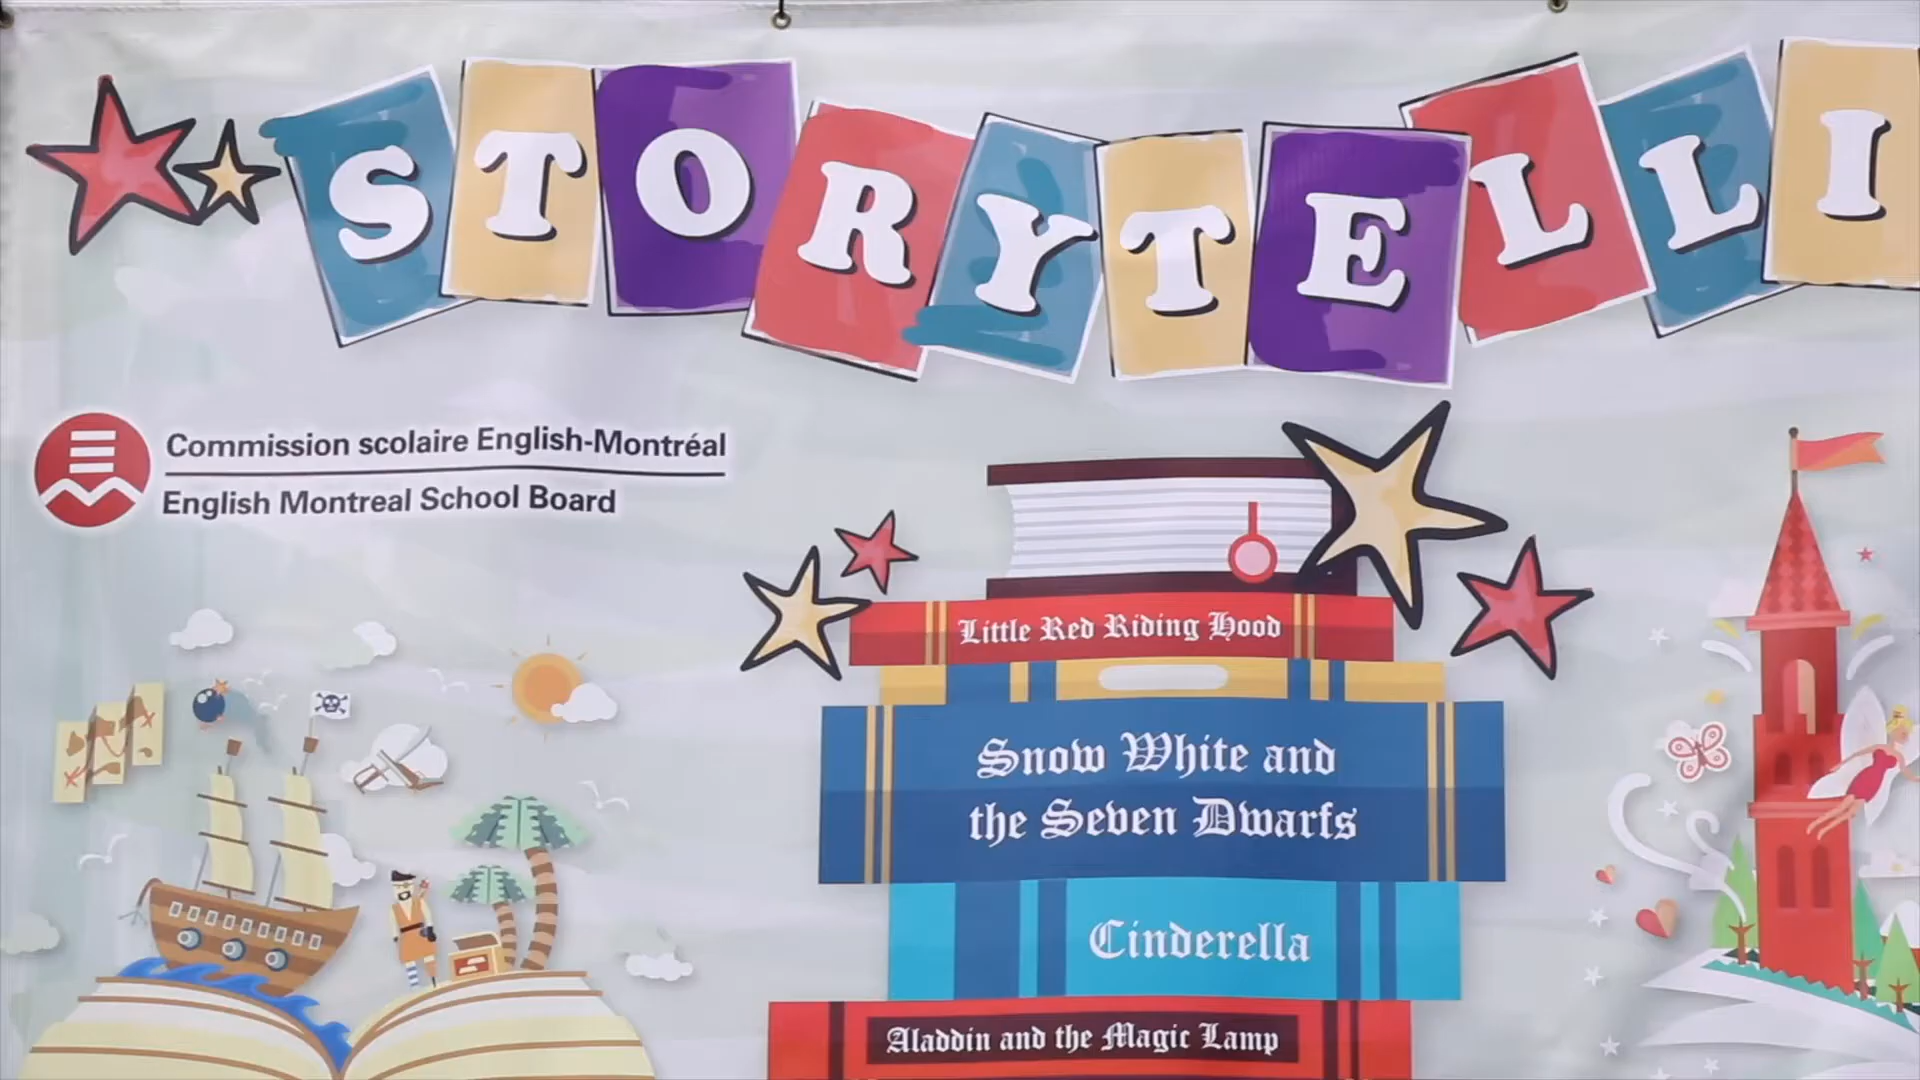 STORYTELLI
Commission scolaire English-Montréal
English Montreal School Board
Little Red Riding Hood
Snow White and
the Seven Dwarfs
Cinderella
Aladdin and the Magic Lamp